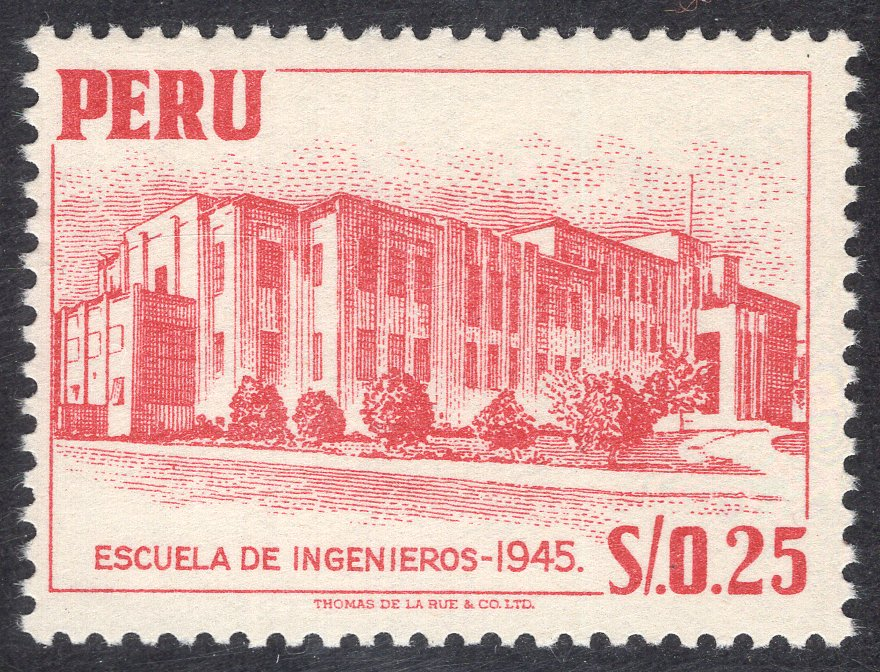 PERU
ESCUELA DE INGENIEROS-1945.
S/.0.25
THOMAS DE LA RUE & CO. LTD.